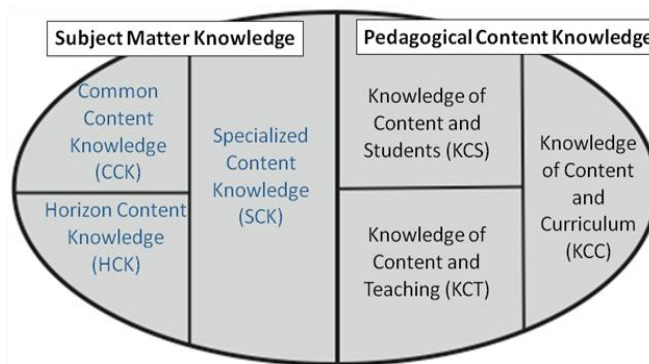 Subject Matter Knowledge
Common
Content
Knowledge
(CCK)
Horizon Content
Knowledge
(HCK)
Specialized
Content
Knowledge
(SCK)
Pedagogical Content Knowledge
Knowledge of
Content and
Students (KCS)
Knowledge of
Content and
Teaching (KCT)
Knowledge
of Content
and
Curriculum
(KCC)